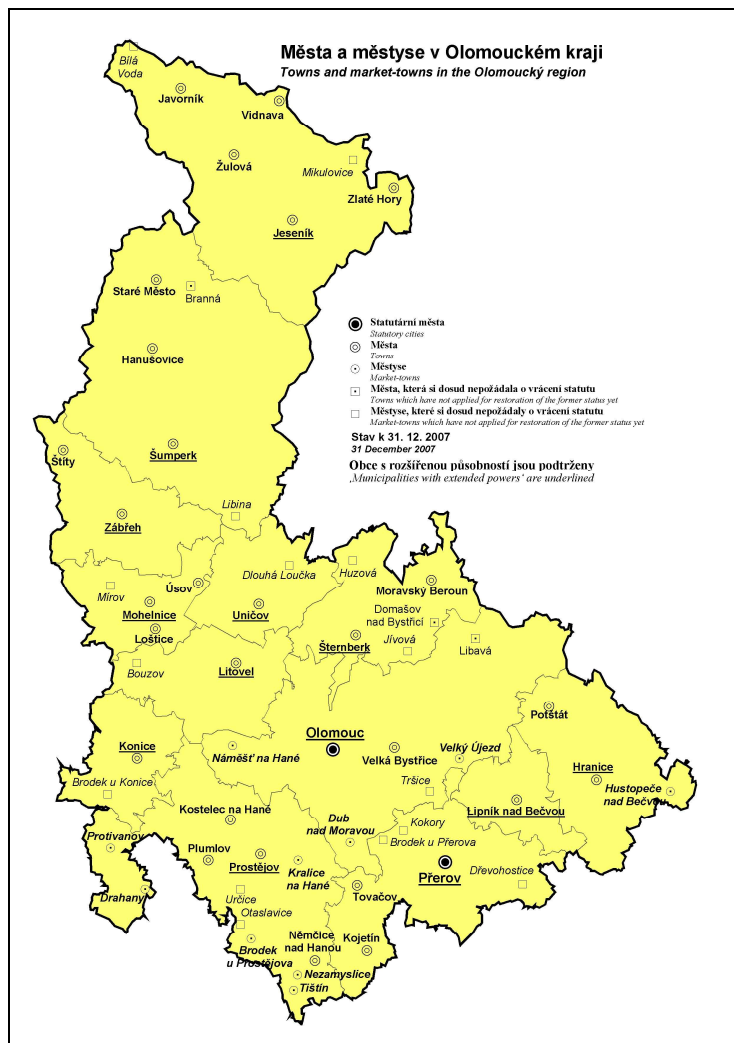 Města a městyse v Olomouckém kraji
Towns and market-towns in the Olomoucký region
Bílá
Voda
Javorník
Vidnava
Žulová
Mikulovice
Zlaté Hory
Jeseník
Staré Město
Branná
Hanušovice
Statutární města
Statutory cities
Města
Towns
Městyse
Market-towns
Města, která si dosud nepožádala o vrácení statutu
Towns which have not applied for restoration of the former status yet
Městyse, které si dosud nepožádaly o vrácení statutu
Market-towns which have not applied for restoration of the former status yet
Stav k 31. 12. 2007
31 December 2007
Obce s rozšířenou působností jsou podtrženy
‚Municipalities with extended powers' are underlined
Šumperk
Štíty
Libina
Zábřeh
Dlouhá Loučka
Huzová
Úsov
Mírov
Moravský Beroun
Mohelnice
Uničov
Domašov
nad Bystřicí
Loštice
Šternberk
Jívová
Libavá
Bouzov
Litovel
Potštát
Olomouc
Konice
Náměšť na Hané
Velká Bystřice
Velký Újezd
Hranice
Brodek u Konice
Tršice
Hustopeče
nad Bečvou
Kostelec na Hané
Lipník nad Bečvou
Dub
nad Moravou
Kokory
Protivanov
Brodek u Přerova
Plumlov
Prostějov
Kralice
na Hané
Přerov
Dřevohostice
Drahany
Určice
Tovačov
Otaslavice
Němčice
nad Hanou
Kojetín
Brodek
u Prostějova
Nezamyslice
Tištín